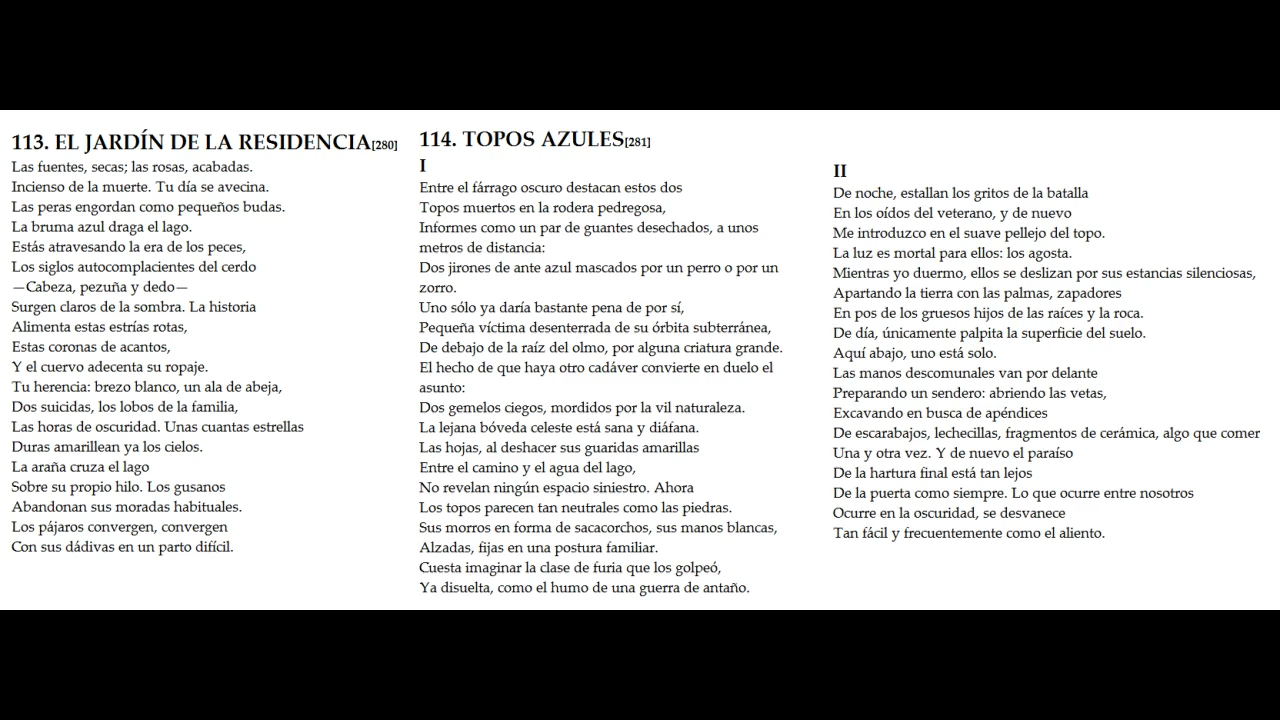 113. EL JARDÍN DE LA RESIDENCIA[280]
Las fuentes, secas; las rosas, acabadas.
Incienso de la muerte. Tu día se avecina.
Las peras engordan como pequeños budas.
La bruma azul draga el lago.
Estás atravesando la era de los peces,
Los siglos autocomplacientes del cerdo
—Cabeza, pezuña y dedo—
Surgen claros de la sombra. La historia
Alimenta estas estrías rotas,
Estas coronas de acantos,
Y el cuervo adecenta su ropaje.
Tu herencia: brezo blanco, un ala de abeja,
Dos suicidas, los lobos de la familia,
Las horas de oscuridad. Unas cuantas estrellas
Duras amarillean ya los cielos.
La araña cruza el lago
Sobre su propio hilo. Los gusanos
Abandonan sus moradas habituales.
Los pájaros convergen, convergen
Con sus dádivas en un parto difícil.
114. TOPOS AZULES[281]
I
Entre el fárrago oscuro destacan estos dos
Topos muertos en la rodera pedregosa,
Informes como un par de guantes desechados, a unos
metros de distancia:
Dos jirones de ante azul mascados por un perro o por un
zorro.
Uno sólo ya daría bastante pena de por sí,
Pequeña víctima desenterrada de su órbita subterránea,
De debajo de la raíz del olmo, por alguna criatura grande.
El hecho de que haya otro cadáver convierte en duelo el
asunto:
Dos gemelos ciegos, mordidos por la vil naturaleza.
La lejana bóveda celeste está sana y diáfana.
Las hojas, al deshacer sus guaridas amarillas
Entre el camino y el agua del lago,
No revelan ningún espacio siniestro. Ahora
Los topos parecen tan neutrales como las piedras.
Sus morros en forma de sacacorchos, sus manos blancas,
Alzadas, fijas en una postura familiar.
Cuesta imaginar la clase de furia que los golpeó,
Ya disuelta, como el humo de una guerra de antaño.
II
De noche, estallan los gritos de la batalla
En los oídos del veterano, y de nuevo
Me introduzco en el suave pellejo del topo.
La luz es mortal para ellos: los agosta.
Mientras yo duermo, ellos se deslizan por sus estancias silenciosas,
Apartando la tierra con las palmas, zapadores
En pos de los gruesos hijos de las raíces y la roca.
De día, únicamente palpita la superficie del suelo.
Aquí abajo, uno está solo.
Las manos descomunales van por delante
Preparando un sendero: abriendo las vetas,
Excavando en busca de apéndices
De escarabajos, lechecillas, fragmentos de cerámica, algo que comer
Una y otra vez. Y de nuevo el paraíso
De la hartura final está tan lejos
De la puerta como siempre. Lo que ocurre entre nosotros
Ocurre en la oscuridad, se desvanece
Tan fácil y frecuentemente como el aliento.